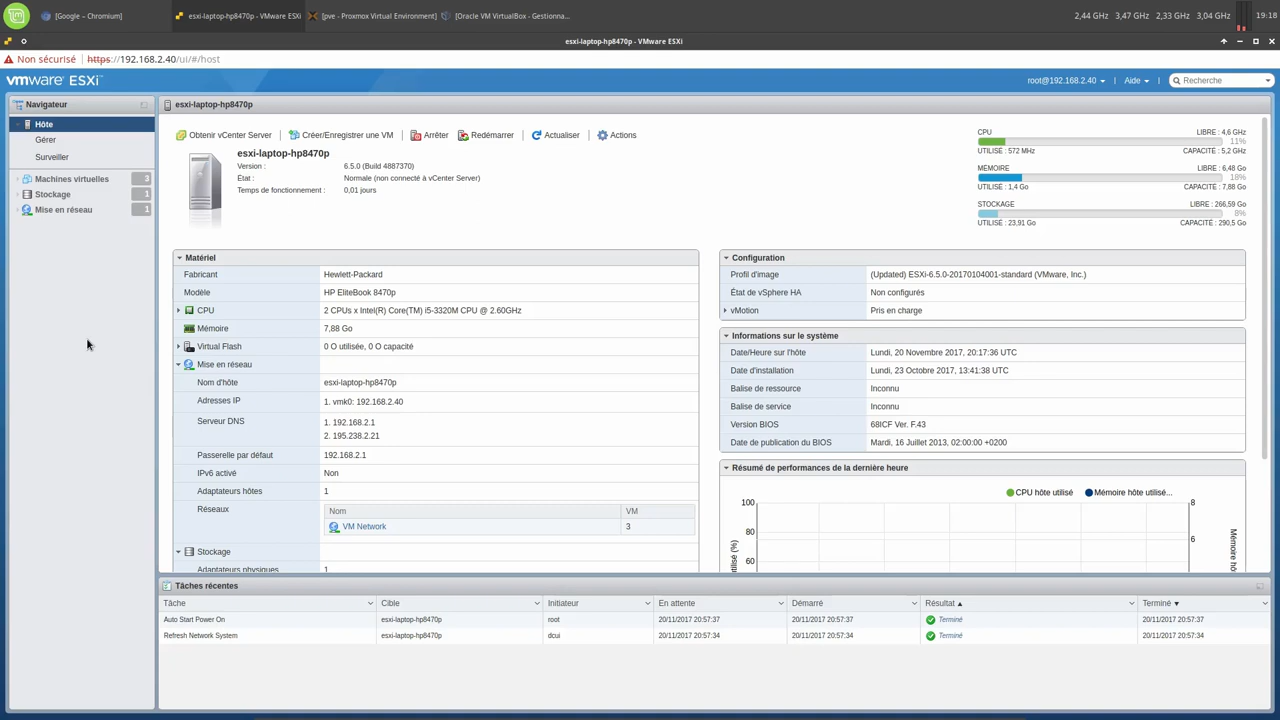 [Google – Chromium]
esxi-laptop-hp8470p - VMware ESXi
[pve - Proxmox Virtual Environment]
[Oracle VM VirtualBox - Gestionna...
2,44 GHz 3,47 GHz 2,33 GHz 3,04 GHz
19:18
esxi-laptop-hp8470p - VMware ESXi
Non sécurisé https://192.168.2.40/ui/#/host
vmware ESXi
root@192.168.2.40 | Aide | Recherche
Navigateur
Hôte
Gérer
Surveiller
Machines virtuelles 3
Stockage 1
Mise en réseau 1
esxi-laptop-hp8470p
Obtenir vCenter Server | Créer/Enregistrer une VM | Arrêter Redémarrer | Actualiser | Actions
esxi-laptop-hp8470p
Version : 6.5.0 (Build 4887370)
État : Normale (non connecté à vCenter Server)
Temps de fonctionnement : 0,01 jours
CPU LIBRE : 4,6 GHz
11%
UTILISÉ : 572 MHz CAPACITÉ : 5,2 GHz
MÉMOIRE LIBRE : 6,48 Go
18%
UTILISÉ : 1,4 Go CAPACITÉ : 7,88 Go
STOCKAGE LIBRE : 266,59 Go
8%
UTILISÉ : 23,91 Go CAPACITÉ : 290,5 Go
Matériel
Fabricant Hewlett-Packard
Modèle HP EliteBook 8470p
CPU 2 CPUs x Intel(R) Core(TM) i5-3320M CPU @ 2.60GHz
Mémoire 7,88 Go
Virtual Flash 0 O utilisée, 0 O capacité
Mise en réseau
Nom d'hôte esxi-laptop-hp8470p
Adresses IP 1. vmk0: 192.168.2.40
Serveur DNS 1. 192.168.2.1
2. 195.238.2.21
Passerelle par défaut 192.168.2.1
IPv6 activé Non
Adaptateurs hôtes 1
Réseaux Nom VM
VM Network 3
Stockage
Adaptateurs physiques 1
Configuration
Profil d'image (Updated) ESXi-6.5.0-20170104001-standard (VMware, Inc.)
État de vSphere HA Non configurés
vMotion Pris en charge
Informations sur le système
Date/Heure sur l'hôte Lundi, 20 Novembre 2017, 20:17:36 UTC
Date d'installation Lundi, 23 Octobre 2017, 13:41:38 UTC
Balise de ressource Inconnu
Balise de service Inconnu
Version BIOS 68ICF Ver. F.43
Date de publication du BIOS Mardi, 16 Juillet 2013, 02:00:00 +0200
Résumé de performances de la dernière heure
CPU hôte utilisé Mémoire hôte utilisé...
100 8
80 6
60
utilisé (%)
Mémoire hô
Tâches récentes
Tâche Cible Initiateur En attente Démarré Résultat ▲ Terminé ▼
Auto Start Power On esxi-laptop-hp8470p root 20/11/2017 20:57:37 20/11/2017 20:57:37 Terminé 20/11/2017 20:57:37
Refresh Network System esxi-laptop-hp8470p dcui 20/11/2017 20:57:34 20/11/2017 20:57:34 Terminé 20/11/2017 20:57:34